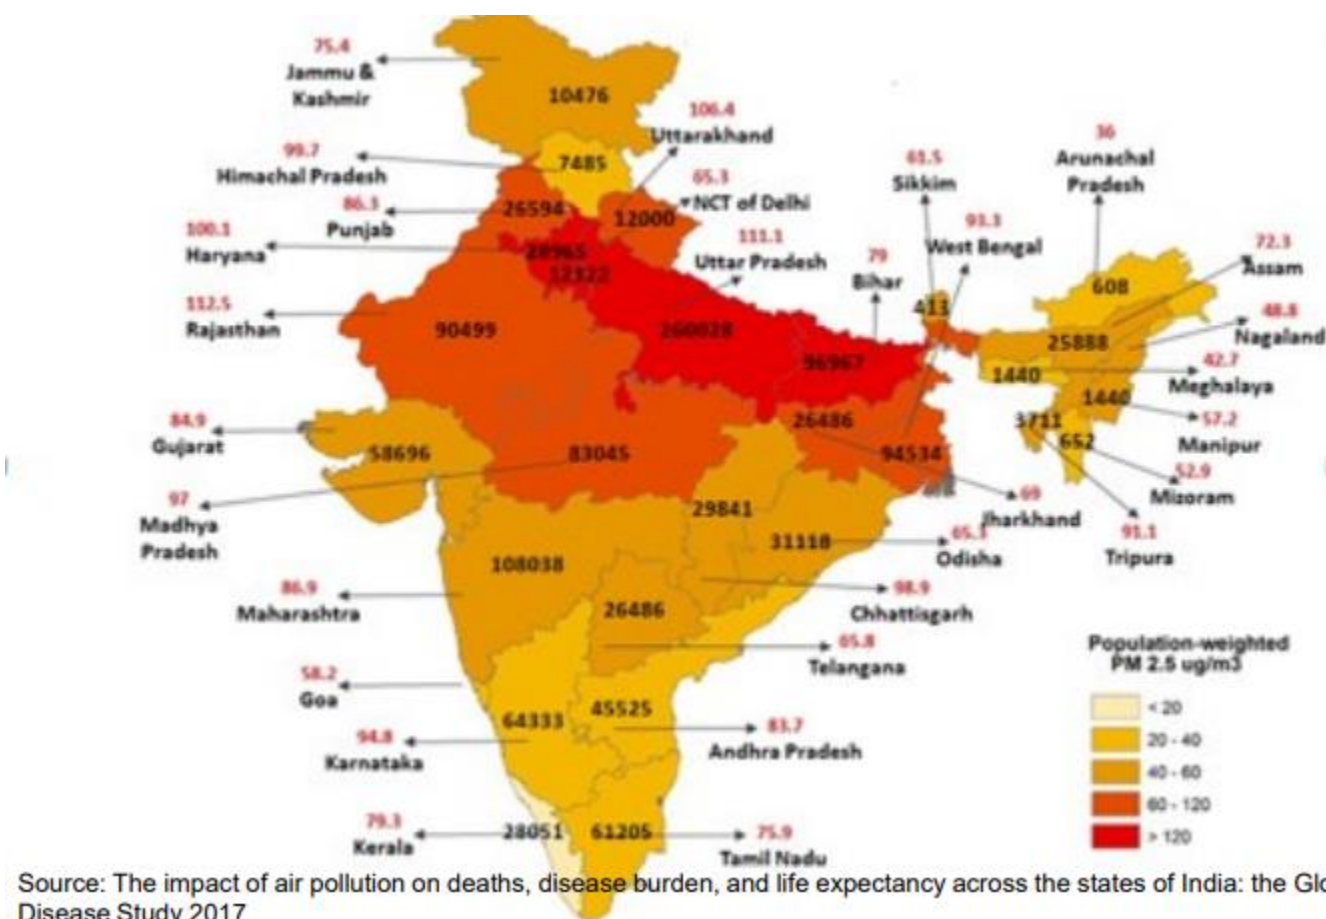 75.4
Jammu &
Kashmir
10476
106.4
Uttarakhand
99.7
Himachal Pradesh
7485
65.3
NCT of Delhi
86.3
Punjab
26594
12000
100.1
Haryana
28965
12322
111.1
Uttar Pradesh
112.5
Rajasthan
90499
260028
79
Bihar
96967
61.5
Sikkim
413
93.3
West Bengal
36
Arunachal
Pradesh
608
72.3
Assam
25888
48.8
Nagaland
42.7
Meghalaya
1440
1440
57.2
Manipur
3711
652
52.9
Mizoram
91.1
Tripura
84.9
Gujarat
58696
83045
26486
94534
97
Madhya
Pradesh
69
Jharkhand
29841
31118
65.3
Odisha
108038
86.9
Maharashtra
98.9
Chhattisgarh
26486
65.8
Telangana
58.2
Goa
64333
45525
94.8
Karnataka
83.7
Andhra Pradesh
79.3
Kerala
28051
61205
75.9
Tamil Nadu
Population-weighted
PM 2.5 ug/m3
< 20
20 - 40
40 - 60
60 - 120
> 120
Source: The impact of air pollution on deaths, disease burden, and life expectancy across the states of India: the Glo
Disease Study 2017